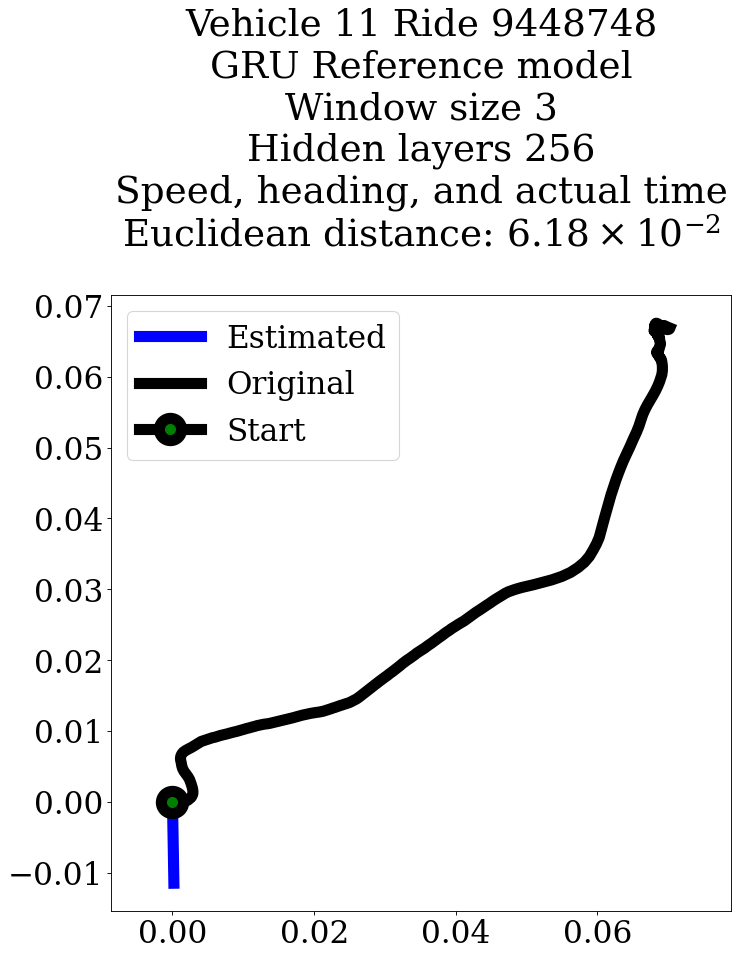 Vehicle 11 Ride 9448748
GRU Reference model
Window size 3
Hidden layers 256
Speed, heading, and actual time
Euclidean distance: 6.18 × 10⁻²
0.07
0.06
0.05
0.04
0.03
0.02
0.01
0.00
−0.01
Estimated
Original
Start
0.00 0.02 0.04 0.06